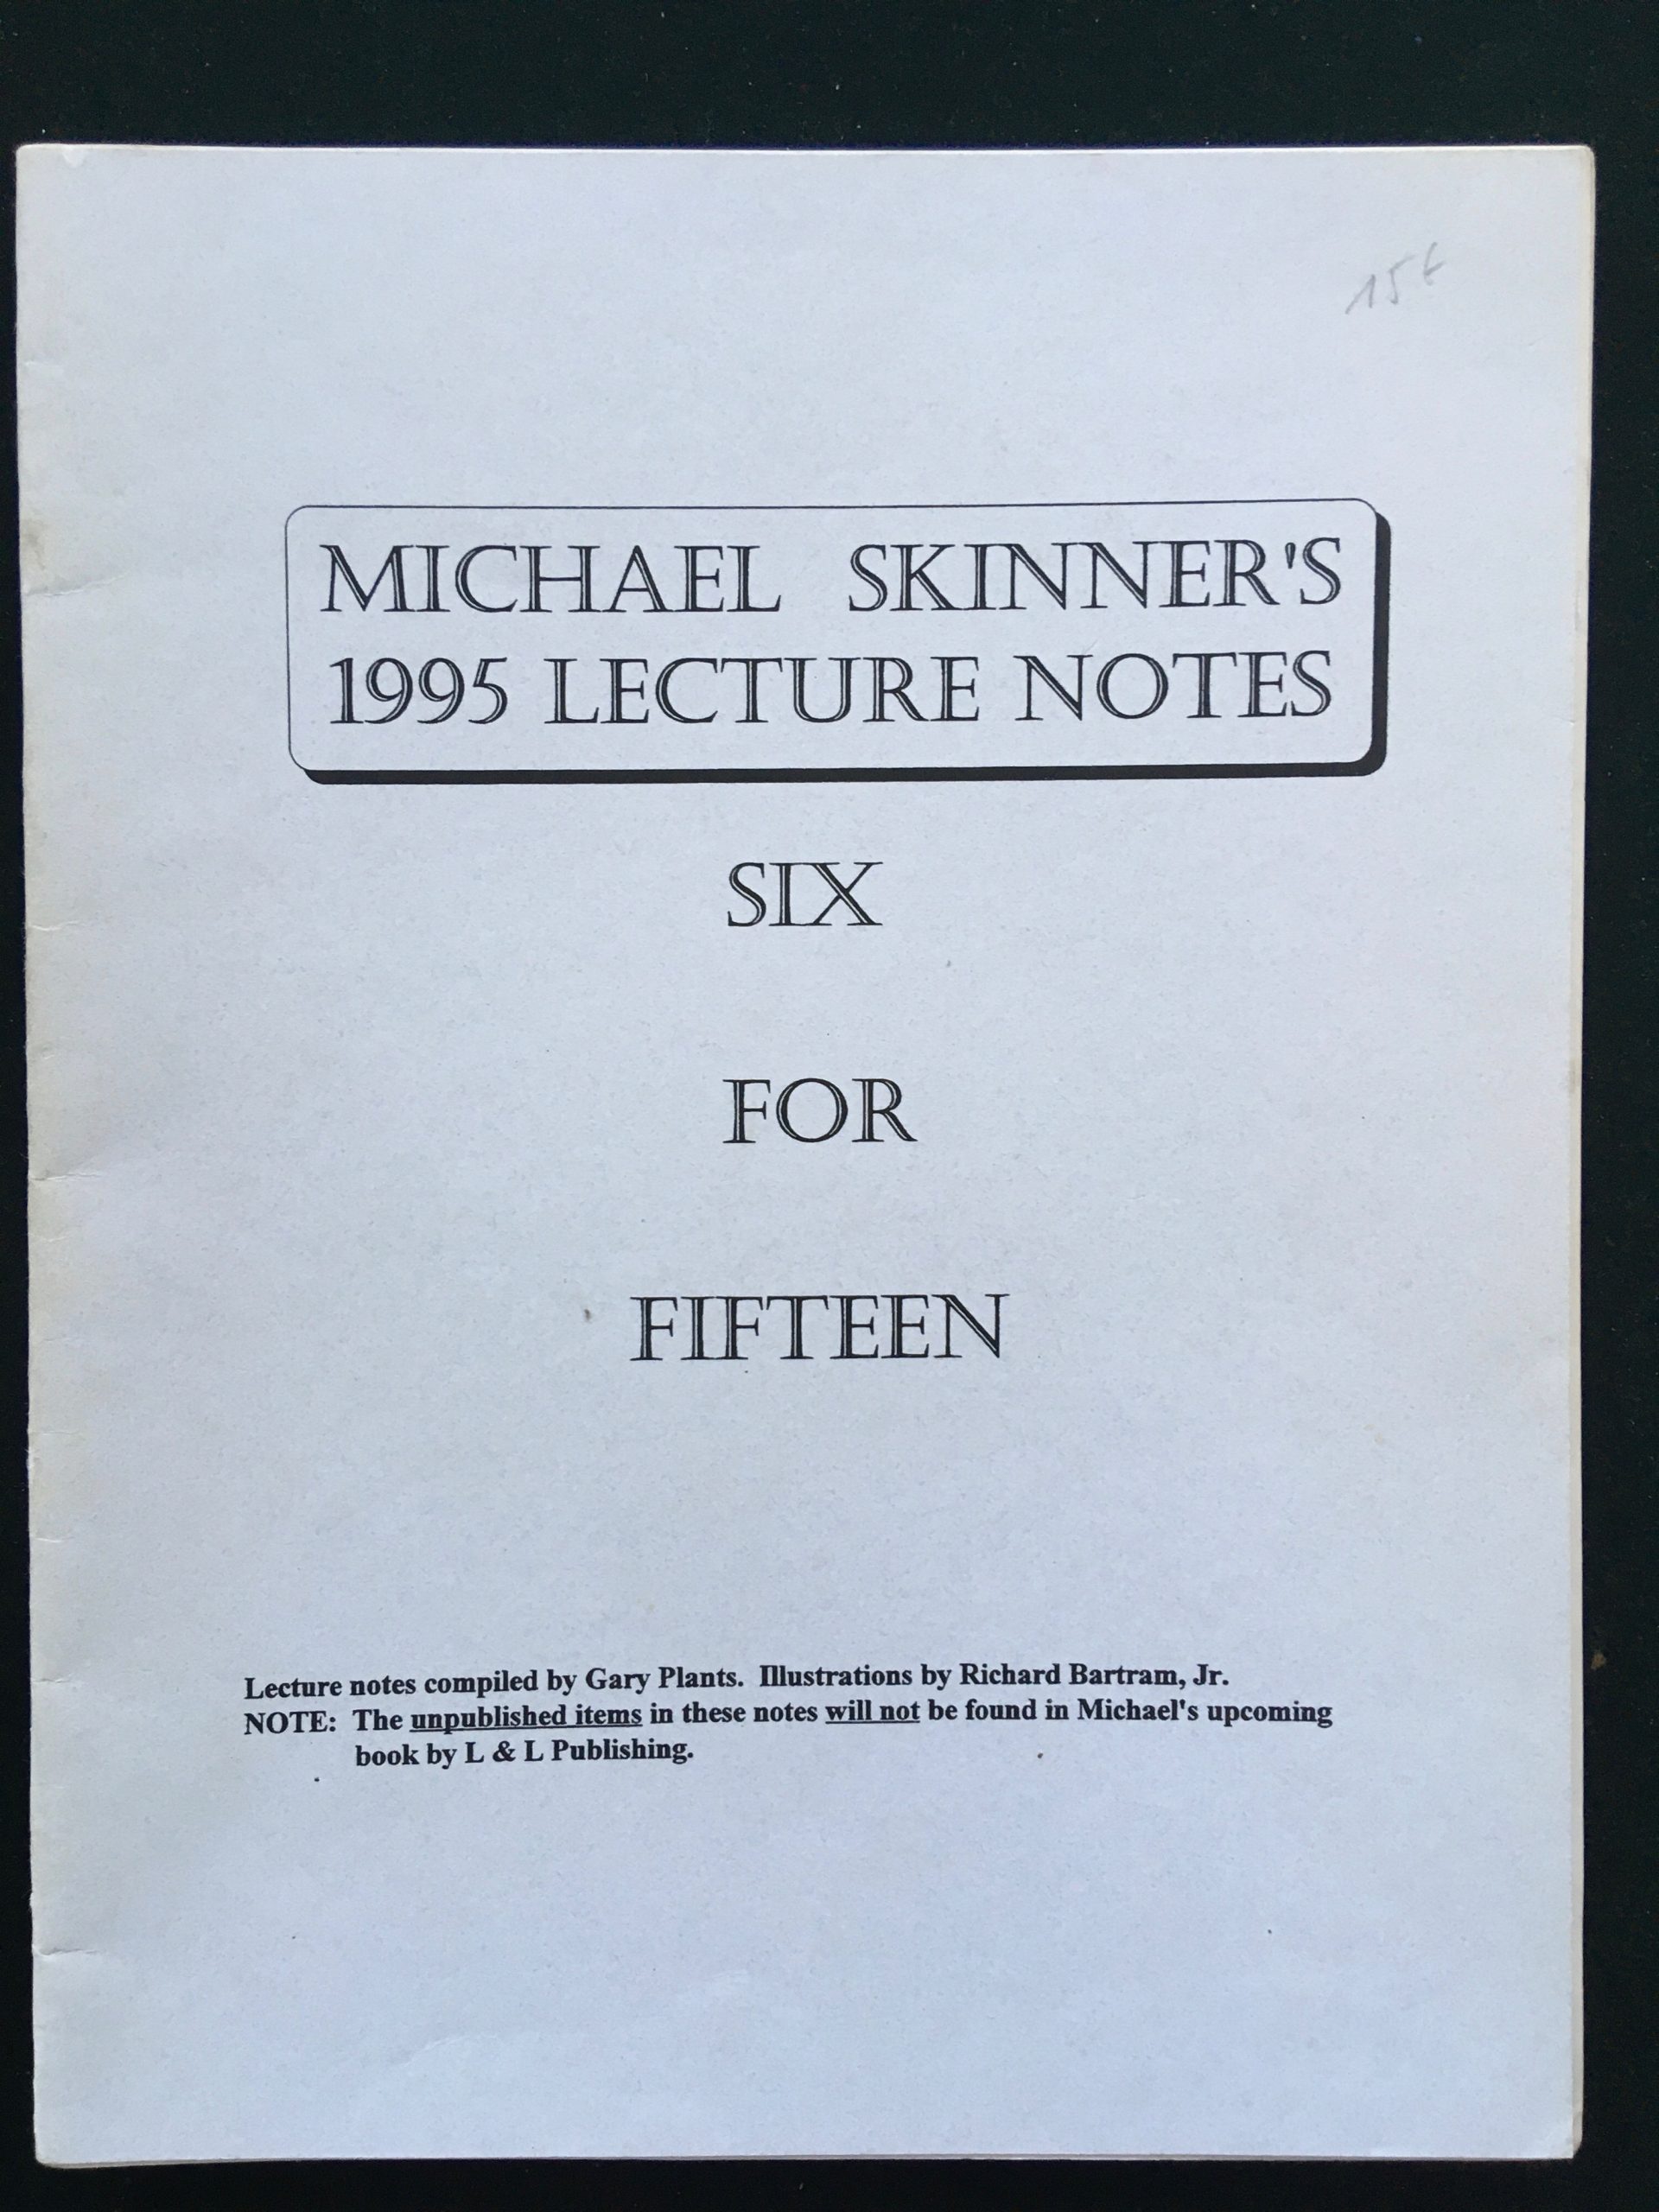 15€
MICHAEL SKINNER'S
1995 LECTURE NOTES
SIX
FOR
FIFTEEN
Lecture notes compiled by Gary Plants. Illustrations by Richard Bartram, Jr.
NOTE: The unpublished items in these notes will not be found in Michael's upcoming
book by L & L Publishing.